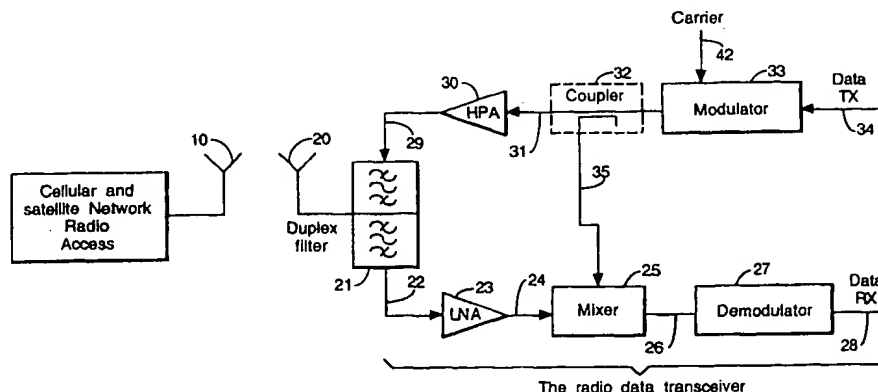 Carrier
42
30
32
33
Data
TX
HPA
Coupler
Modulator
34
29
31
10
20
35
Cellular and
satellite Network
Radio
Access
Duplex
filter
21
22
23
24
25
27
Data
RX
LNA
Mixer
Demodulator
26
28
The radio data transceiver